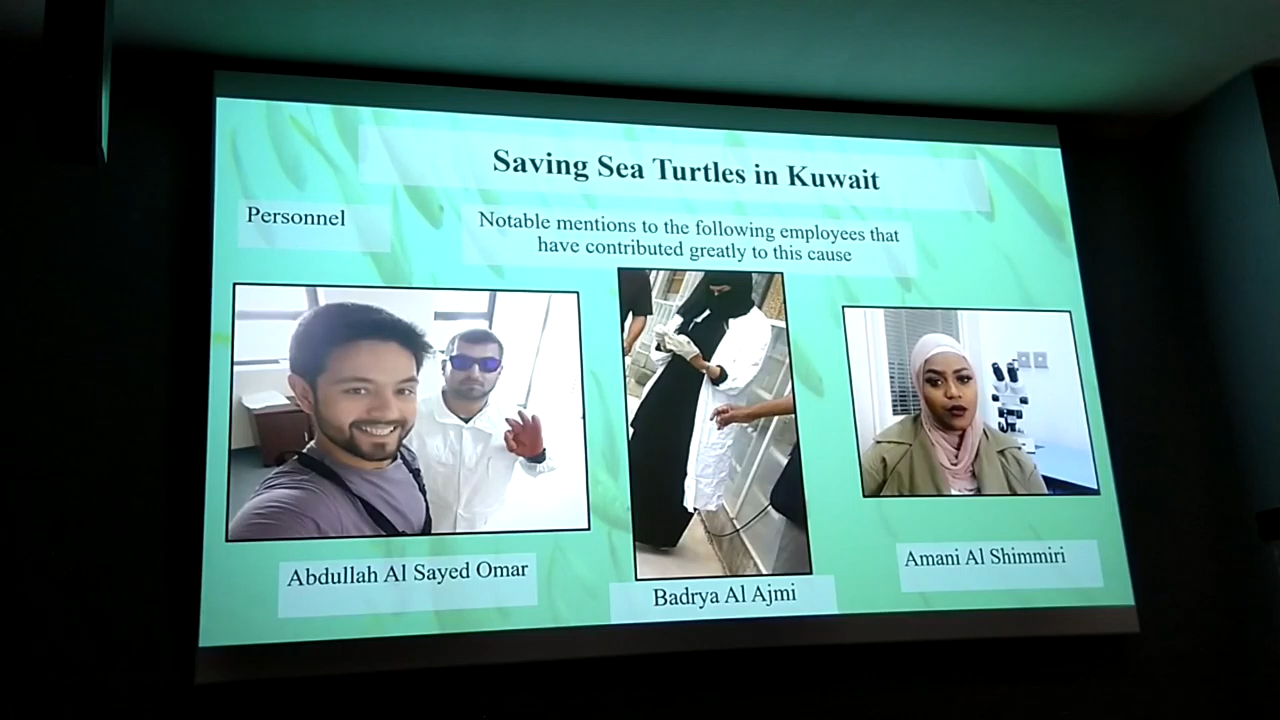 Saving Sea Turtles in Kuwait
Personnel
Notable mentions to the following employees that
have contributed greatly to this cause
Abdullah Al Sayed Omar
Badrya Al Ajmi
Amani Al Shimmiri